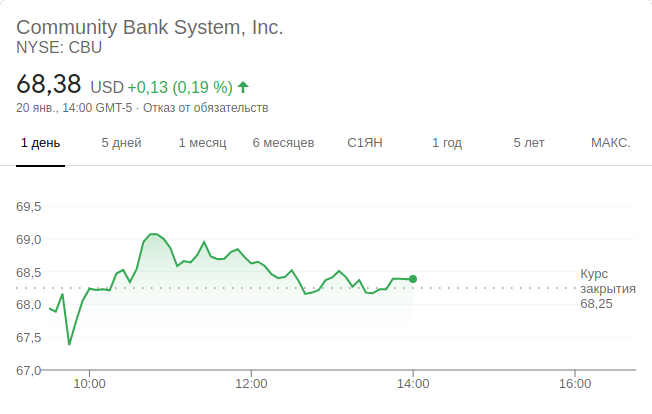 Community Bank System, Inc.
NYSE: CBU
68,38 USD +0,13 (0,19 %)
20 янв., 14:00 GMT-5 · Отказ от обязательств
1 день 5 дней 1 месяц 6 месяцев С1ЯН 1 год 5 лет МАКС.
69,5
69,0
68,5
68,0
67,5
67,0
Курс
закрытия
68,25
10:00 12:00 14:00 16:00